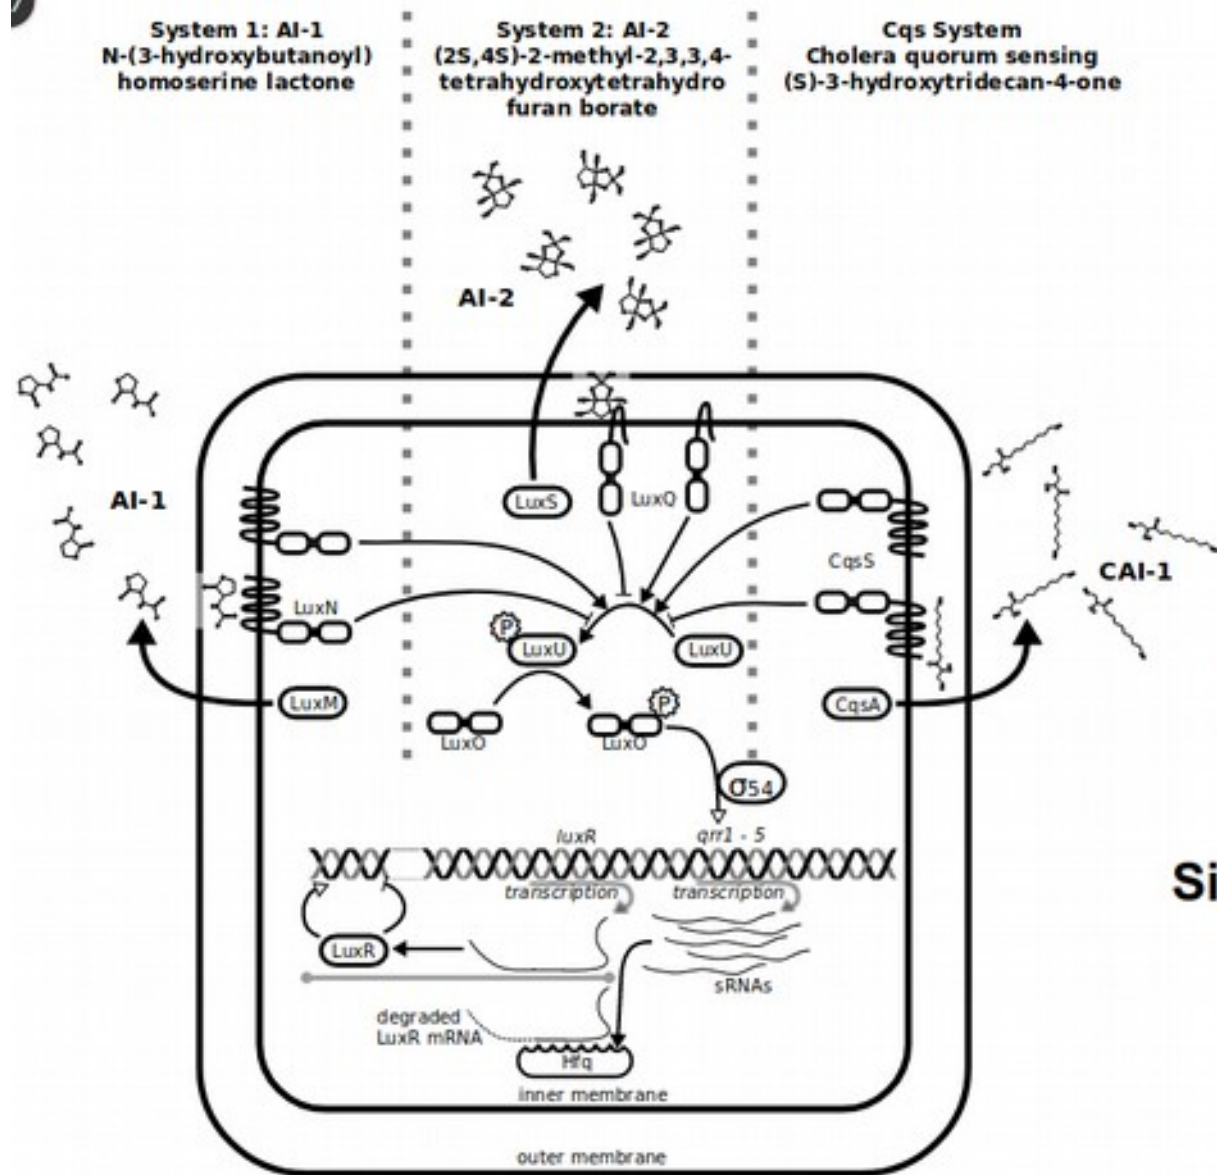 System 1: AI-1
N-(3-hydroxybutanoyl)
homoserine lactone
System 2: AI-2
(2S,4S)-2-methyl-2,3,3,4-
tetrahydroxytetrahydro
furan borate
Cqs System
Cholera quorum sensing
(S)-3-hydroxytridecan-4-one
AI-2
AI-1
LuxS
LuxQ
CqsS
CAI-1
LuxN
P
LuxU
LuxU
LuxM
CqsA
P
LuxO
LuxO
σ54
luxR
qrr1 - 5
transcription
transcription
Si
LuxR
sRNAs
degraded
LuxR mRNA
Hfq
inner membrane
outer membrane